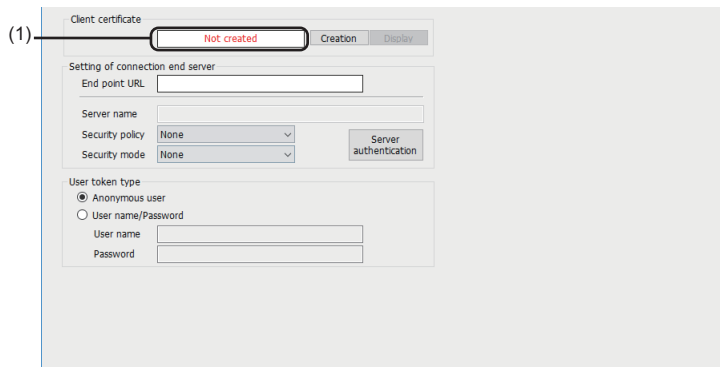 Client certificate
(1)
Not created
Creation
Display
Setting of connection end server
End point URL
Server name
Security policy
None
Security mode
None
Server
authentication
User token type
Anonymous user
User name/Password
User name
Password